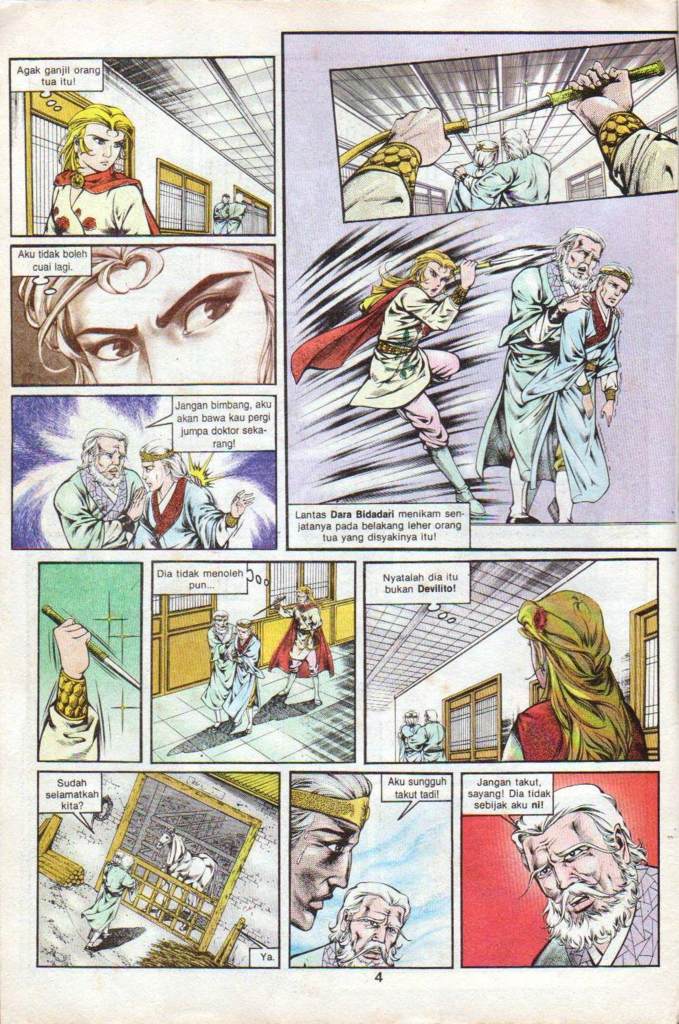 Agak ganjil orang
tua itu!
Aku tidak boleh
cuai lagi.
Jangan bimbang, aku
akan bawa kau pergi
jumpa doktor seka-
rang!
Lantas Dara Bidadari menikam sen-
jatanya pada belakang leher orang
tua yang disyakinya itu!
Dia tidak menoleh
pun...
Nyatalah dia itu
bukan Devilito!
Sudah
selamatkah
kita?
Ya.
Aku sungguh
takut tadi!
Jangan takut,
sayang! Dia tidak
sebijak aku ni!
4